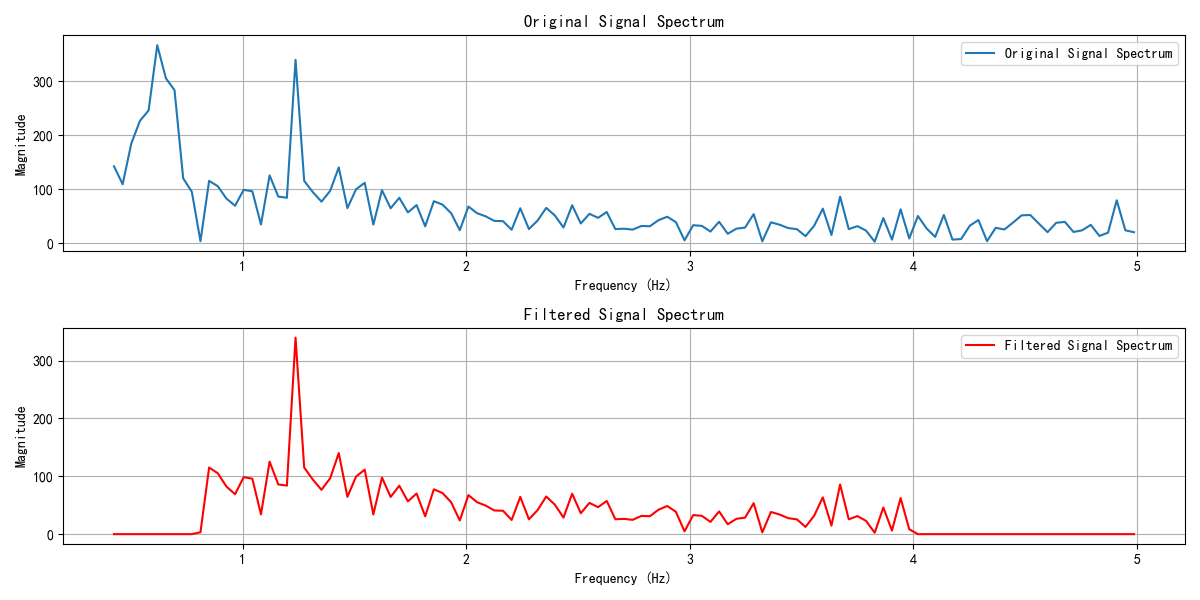 Original Signal Spectrum
Original Signal Spectrum
Magnitude
300
200
100
0
1 2 3 4 5
Frequency (Hz)
Filtered Signal Spectrum
Filtered Signal Spectrum
Magnitude
300
200
100
0
1 2 3 4 5
Frequency (Hz)